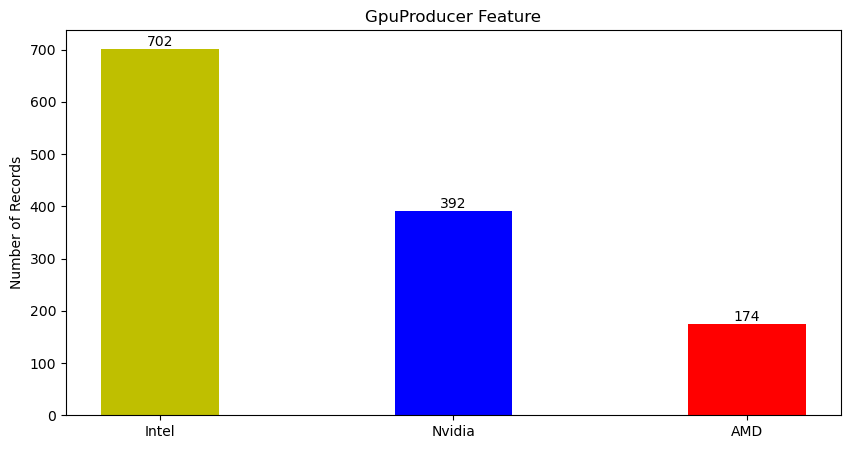 GpuProducer Feature
Number of Records
700
600
500
400
300
200
100
0
702
392
174
Intel
Nvidia
AMD